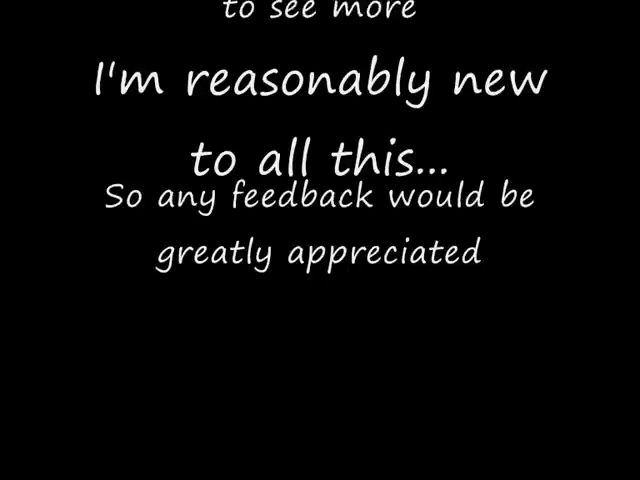 to see more
I'm reasonably new
to all this...
So any feedback would be
greatly appreciated